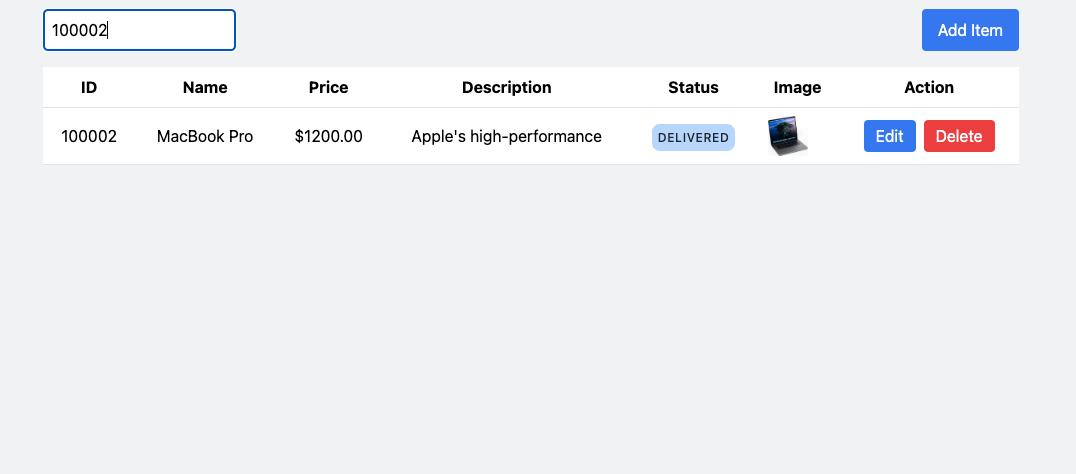 100002 Add Item
ID Name Price Description Status Image Action
100002 MacBook Pro $1200.00 Apple's high-performance DELIVERED Edit Delete